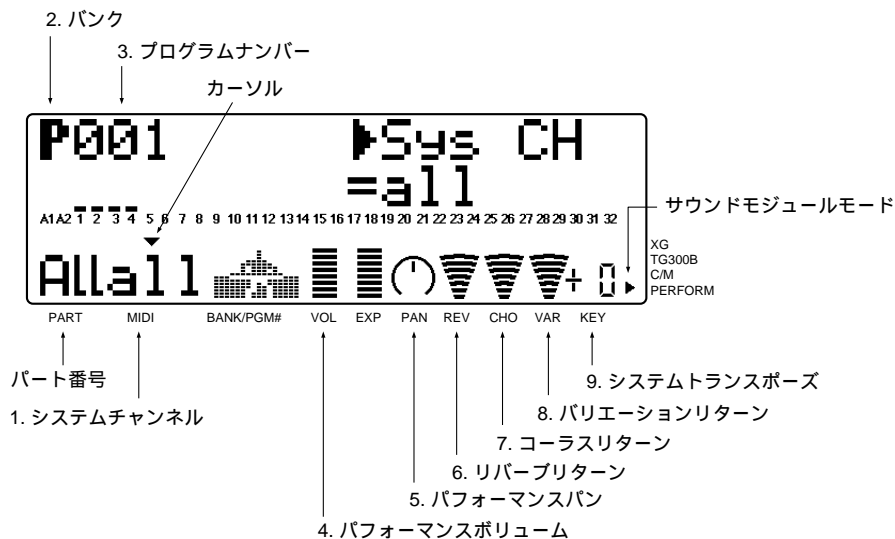 2. バンク
3. プログラムナンバー
カーソル
P001 ▶Sys CH
=all
A1 A2 1 2 3 4 5 6 7 8 9 10 11 12 13 14 15 16 17 18 19 20 21 22 23 24 25 26 27 28 29 30 31 32
サウンドモジュールモード
XG
TG300B
C/M
PERFORM
Allall + 0
PART MIDI BANK/PGM# VOL EXP PAN REV CHO VAR KEY
パート番号
1. システムチャンネル
9. システムトランスポーズ
8. バリエーションリターン
7. コーラスリターン
6. リバーブリターン
5. パフォーマンスパン
4. パフォーマンスボリューム